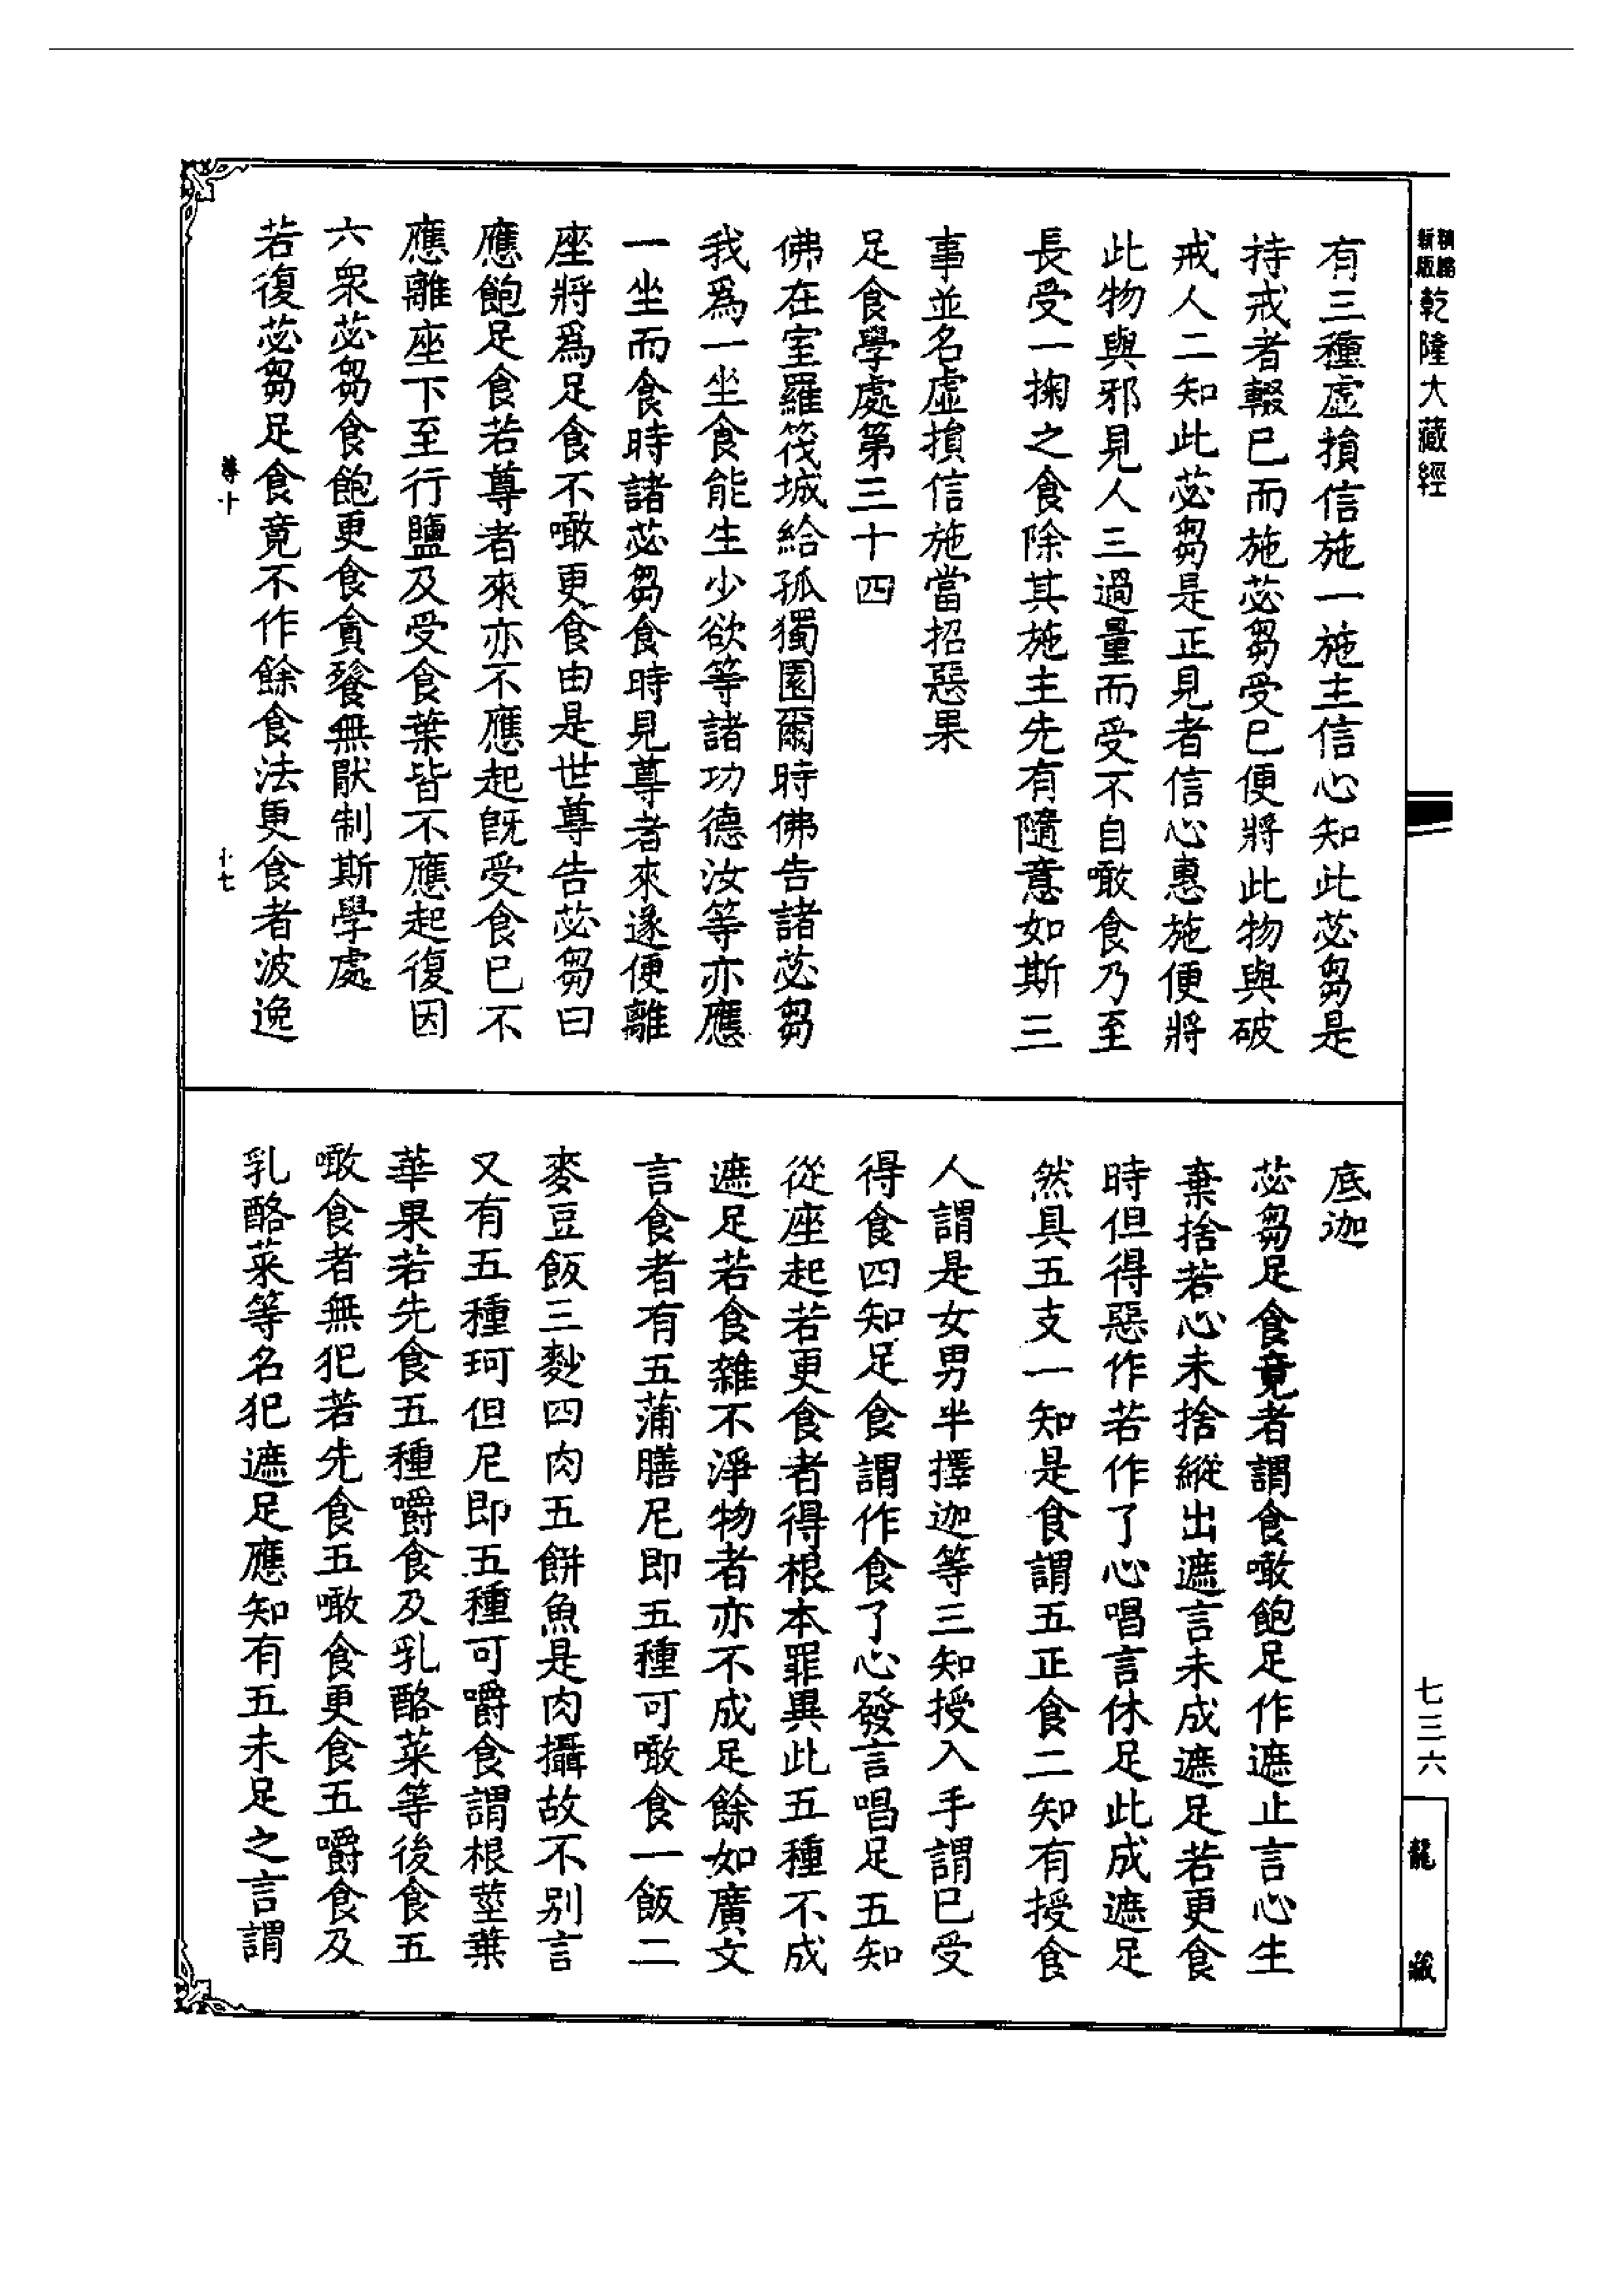 精縮
新版
乾隆大藏經
有三種虛損信施一施主信心知此苾芻是
持戒者輟已而施苾芻受已便將此物與破
戒人二知此苾芻是正見者信心惠施便將
此物與邪見人三過量而受不自噉食乃至
長受一掬之食除其施主先有隨意如斯三
事並名虛損信施當招惡果
足食學處第三十四
佛在室羅筏城給孤獨園爾時佛告諸苾芻
我為一坐食能生少欲等諸功德汝等亦應
一坐而食時諸苾芻食時見尊者來遂便離
座將為足食不噉更食由是世尊告苾芻曰
應飽足食若尊者來亦不應起既受食已不
應離座下至行鹽及受食葉皆不應起復因
六眾苾芻食飽更食貪餮無猒制斯學處
若復苾芻足食竟不作餘食法更食者波逸
十七
底迦
苾芻足食竟者謂食噉飽足作遮止言心生
棄捨若心未捨縱出遮言未成遮足若更食
時但得惡作若作了心唱言休足此成遮足
然具五支一知是食謂五正食二知有授食
人謂是女男半擇迦等三知授入手謂已受
得食四知足食謂作食了心發言唱足五知
從座起若更食者得根本罪異此五種不成
遮足若食雜不淨物者亦不成足餘如廣文
言食者有五蒲膳尼即五種可噉食一飯二
麥豆飯三麨四肉五餅魚是肉攝故不別言
又有五種珂但尼即五種可嚼食謂根莖葉
華果若先食五種嚼食及乳酪菜等後食五
噉食者無犯若先食五噉食更食五嚼食及
乳酪菜等名犯遮足應知有五未足之言謂
七三六
龍藏